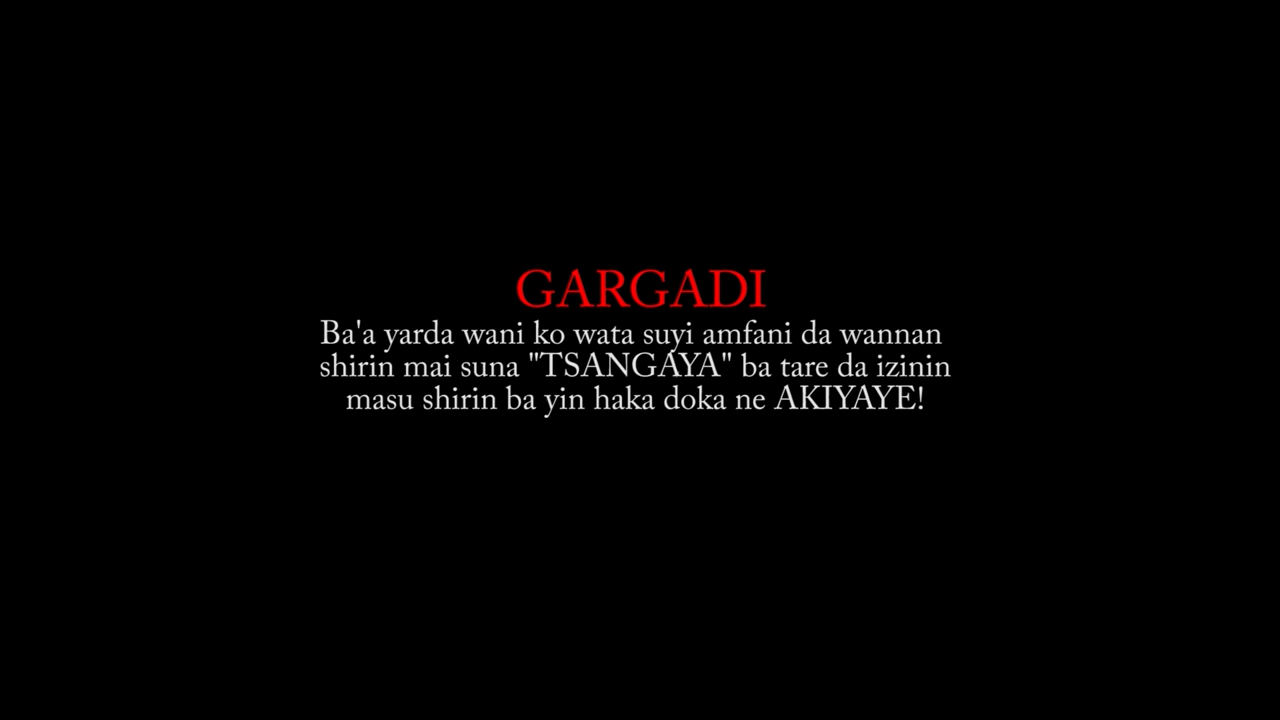 GARGADI
Ba'a yarda wani ko wata suyi amfani da wannan
shirin mai suna "TSANGAYA" ba tare da izinin
masu shirin ba yin haka doka ne AKIYAYE!